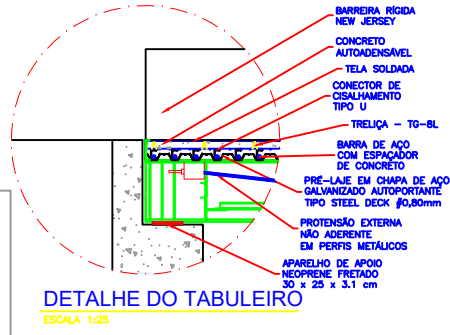 BARREIRA RÍGIDA
NEW JERSEY
CONCRETO
AUTOADENSÁVEL
TELA SOLDADA
CONECTOR DE
CISALHAMENTO
TIPO U
TRELIÇA - TG-8L
BARRA DE AÇO
COM ESPAÇADOR
DE CONCRETO
PRÉ-LAJE EM CHAPA DE AÇO
GALVANIZADO AUTOPORTANTE
TIPO STEEL DECK #0,80mm
PROTENSÃO EXTERNA
NÃO ADERENTE
EM PERFIS METÁLICOS
APARELHO DE APOIO
NEOPRENE FRETADO
30 x 25 x 3.1 cm
DETALHE DO TABULEIRO
ESCALA 1:25